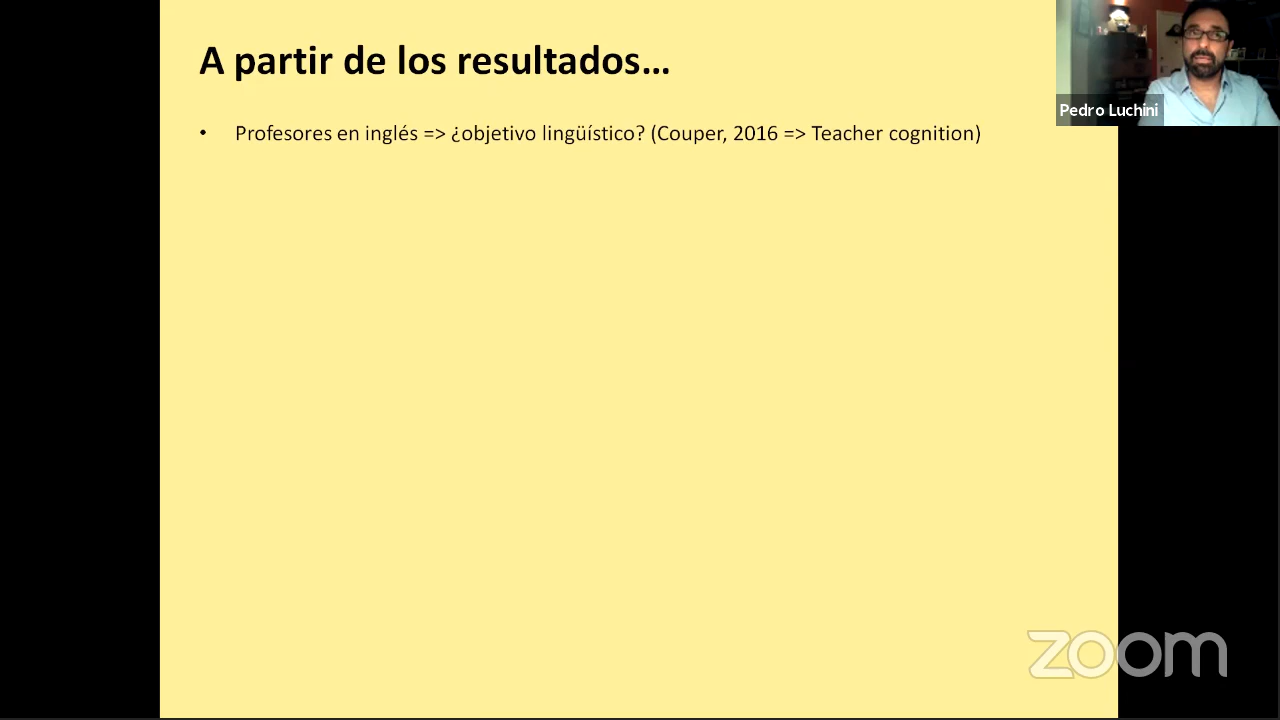 A partir de los resultados...
• Profesores en inglés => ¿objetivo lingüístico? (Couper, 2016 => Teacher cognition)
Pedro Luchini
zoom